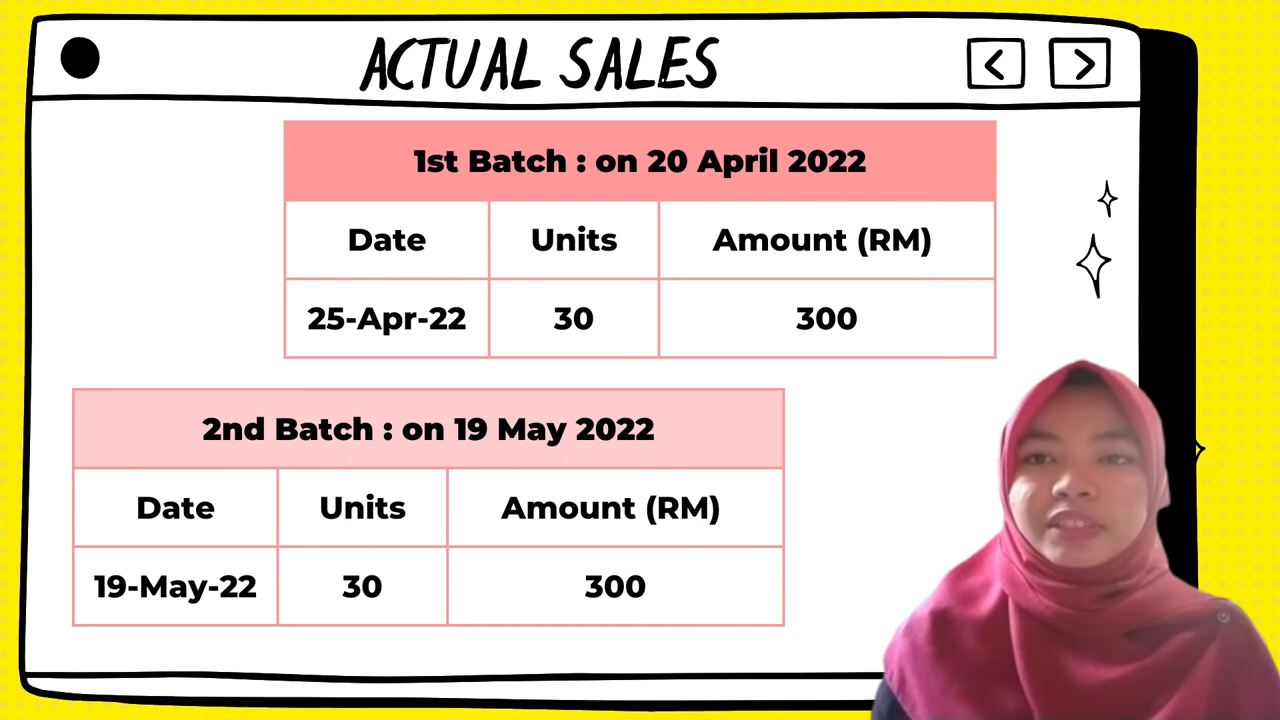 ACTUAL SALES
1st Batch : on 20 April 2022
Date Units Amount (RM)
25-Apr-22 30 300
2nd Batch : on 19 May 2022
Date Units Amount (RM)
19-May-22 30 300